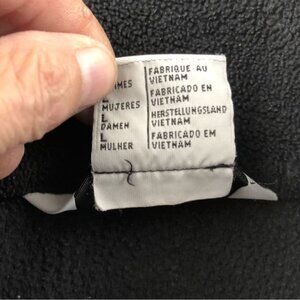 FABRIQUE AU
VIETNAM
L
MUJERES
FABRICADO EN
VIETNAM
L
DAMEN
HERSTELLUNGSLAND
VIETNAM
L
MULHER
FABRICADO EM
VIETNAM